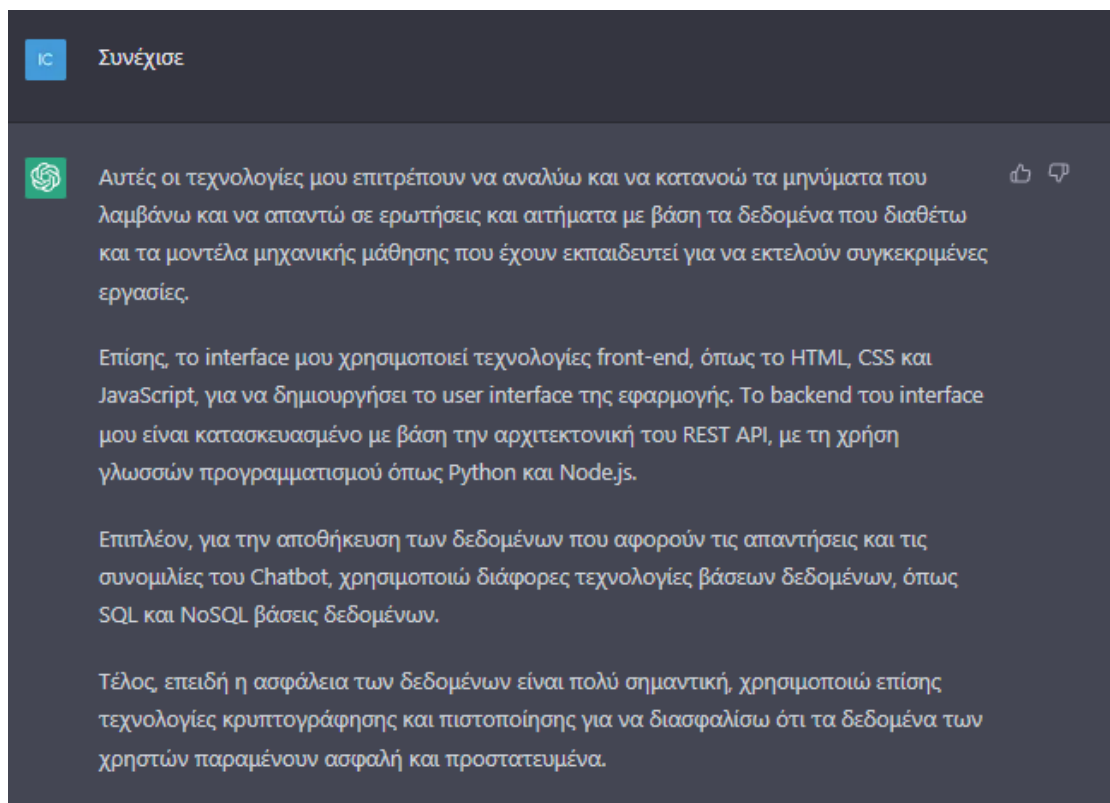 IC
Συνέχισε
Αυτές οι τεχνολογίες μου επιτρέπουν να αναλύω και να κατανοώ τα μηνύματα που
λαμβάνω και να απαντώ σε ερωτήσεις και αιτήματα με βάση τα δεδομένα που διαθέτω
και τα μοντέλα μηχανικής μάθησης που έχουν εκπαιδευτεί για να εκτελούν συγκεκριμένες
εργασίες.
Επίσης, το interface μου χρησιμοποιεί τεχνολογίες front-end, όπως το HTML, CSS και
JavaScript, για να δημιουργήσει το user interface της εφαρμογής. Το backend του interface
μου είναι κατασκευασμένο με βάση την αρχιτεκτονική του REST API, με τη χρήση
γλωσσών προγραμματισμού όπως Python και Node.js.
Επιπλέον, για την αποθήκευση των δεδομένων που αφορούν τις απαντήσεις και τις
συνομιλίες του Chatbot, χρησιμοποιώ διάφορες τεχνολογίες βάσεων δεδομένων, όπως
SQL και NoSQL βάσεις δεδομένων.
Τέλος, επειδή η ασφάλεια των δεδομένων είναι πολύ σημαντική, χρησιμοποιώ επίσης
τεχνολογίες κρυπτογράφησης και πιστοποίησης για να διασφαλίσω ότι τα δεδομένα των
χρηστών παραμένουν ασφαλή και προστατευμένα.